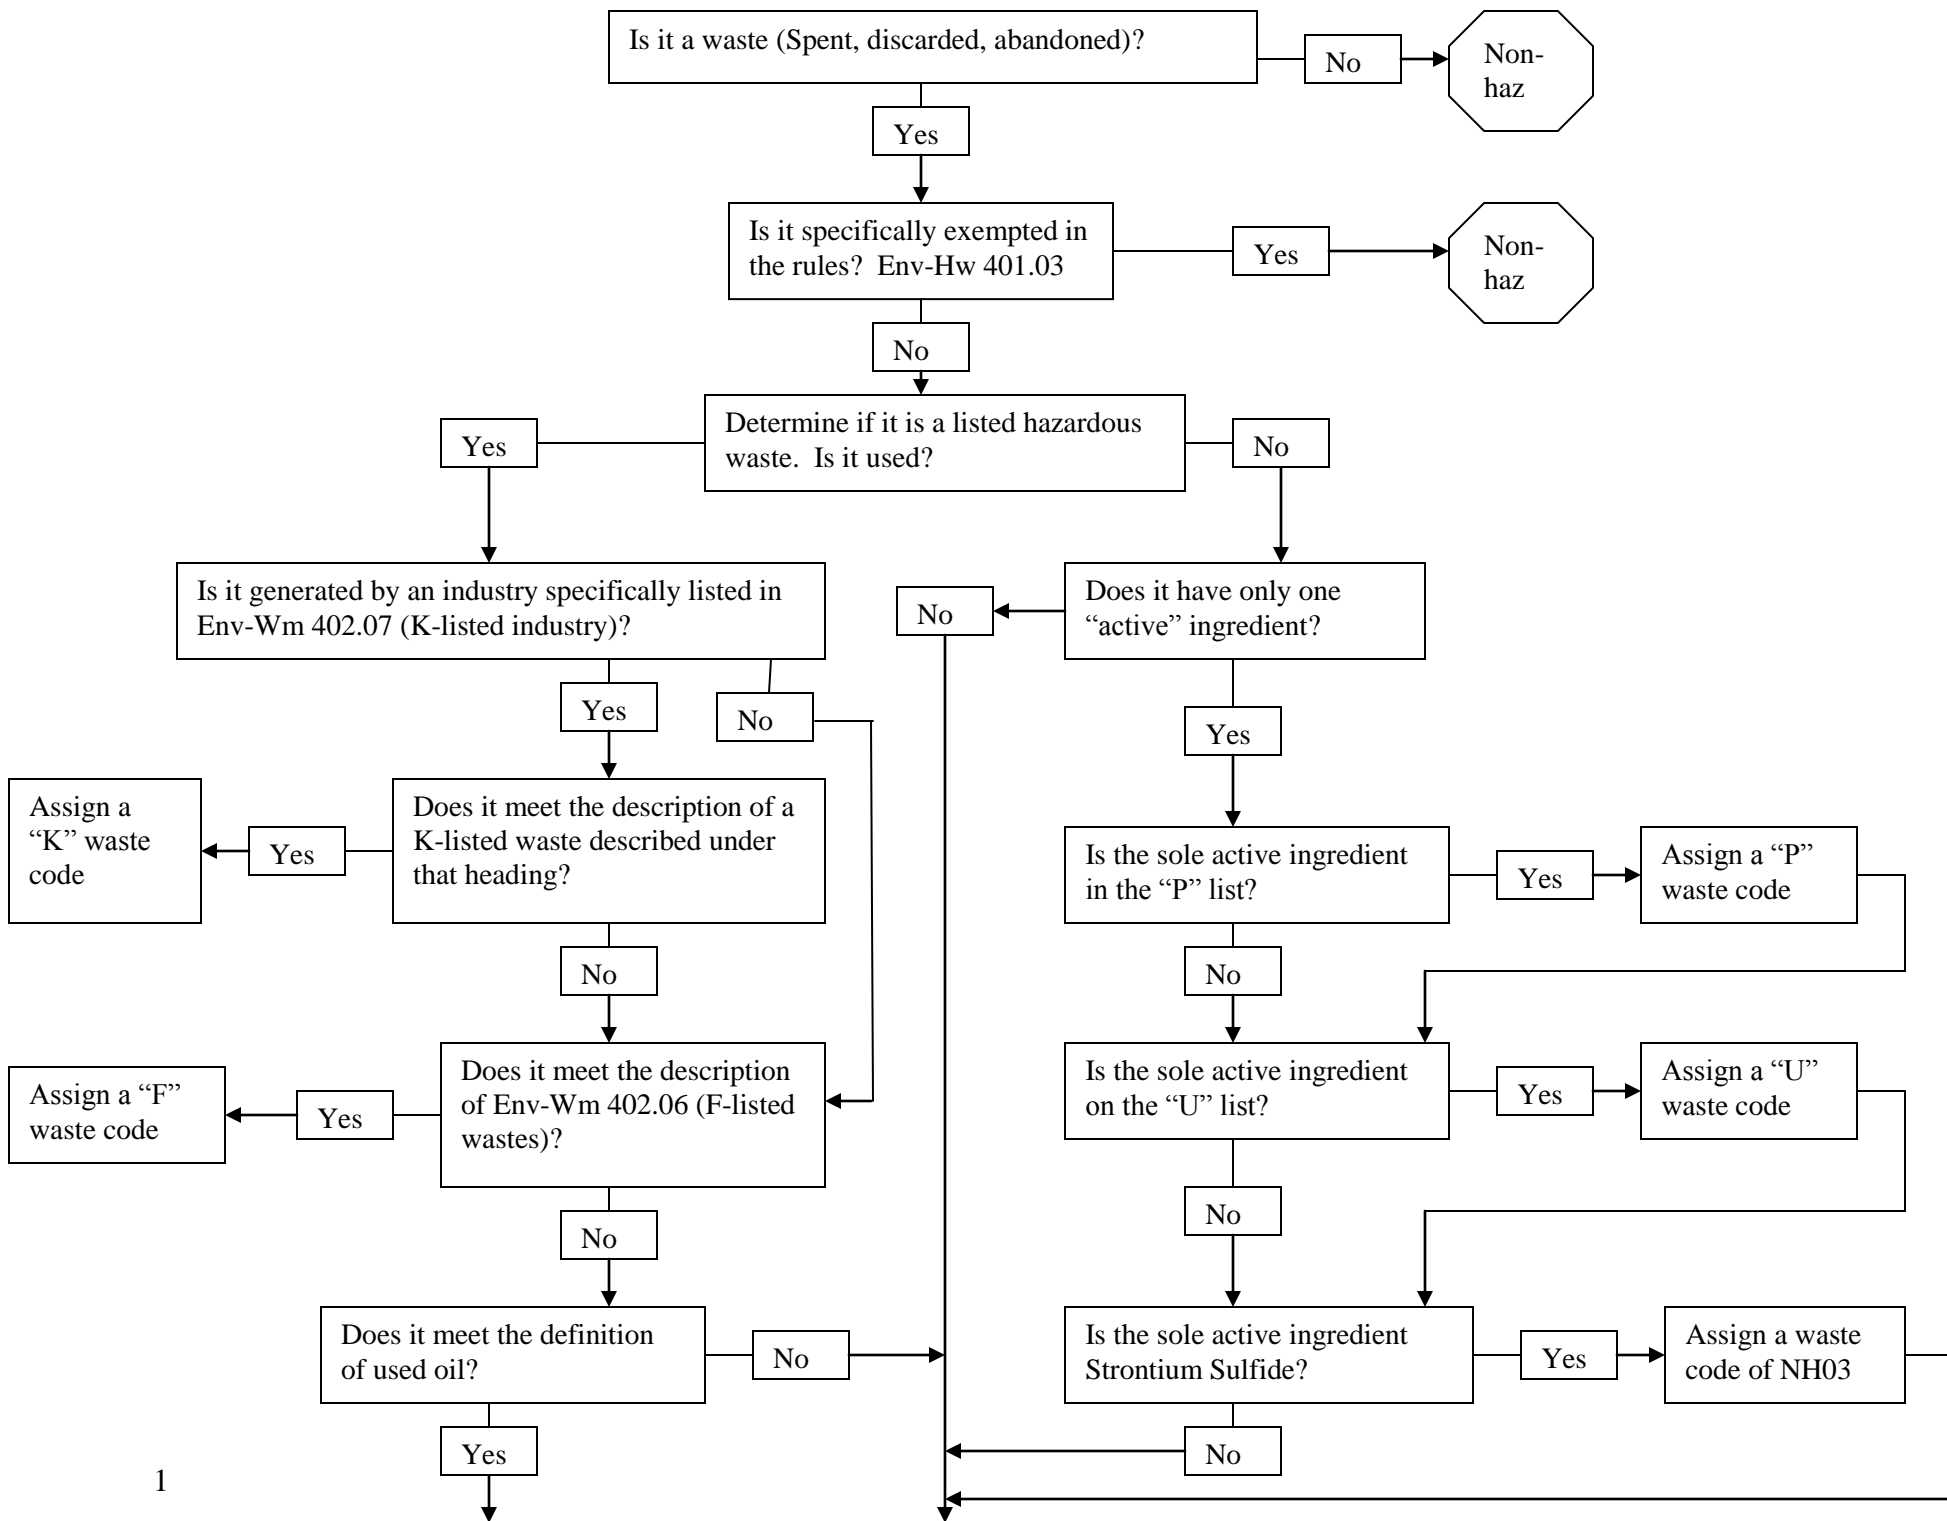 Is it a waste (Spent, discarded, abandoned)?
No
Non-
haz
Yes
Is it specifically exempted in
the rules?  Env-Hw 401.03
Yes
Non-
haz
No
Determine if it is a listed hazardous
waste.  Is it used?
Yes
No
Is it generated by an industry specifically listed in
Env-Wm 402.07 (K-listed industry)?
No
Does it have only one
“active” ingredient?
Yes
No
Yes
Assign a
“K” waste
code
Yes
Does it meet the description of a
K-listed waste described under
that heading?
Is the sole active ingredient
in the “P” list?
Yes
Assign a “P”
waste code
No
No
Assign a “F”
waste code
Yes
Does it meet the description
of Env-Wm 402.06 (F-listed
wastes)?
Is the sole active ingredient
on the “U” list?
Yes
Assign a “U”
waste code
No
No
Does it meet the definition
of used oil?
No
Is the sole active ingredient
Strontium Sulfide?
Yes
Assign a waste
code of NH03
Yes
No
1